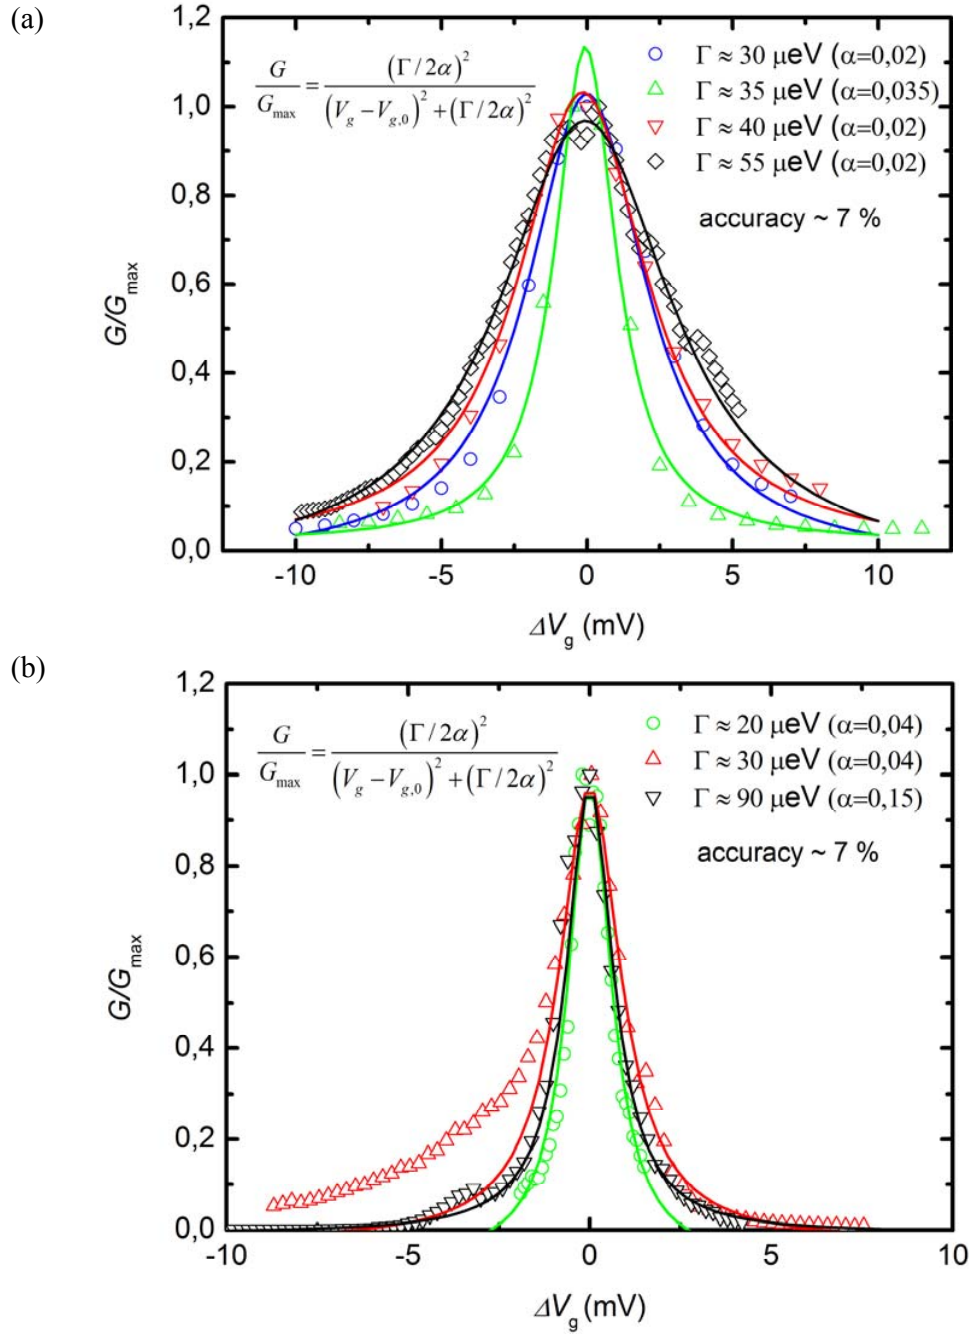 (a)
1,2
1,0
0,8
0,6
0,4
0,2
0,0
G/Gmax
G/Gmax = (Γ/2α)² / ((Vg − Vg,0)² + (Γ/2α)²)
Γ ≈ 30 μeV (α=0,02)
Γ ≈ 35 μeV (α=0,035)
Γ ≈ 40 μeV (α=0,02)
Γ ≈ 55 μeV (α=0,02)
accuracy ~ 7 %
-10 -5 0 5 10
ΔVg (mV)
(b)
1,2
1,0
0,8
0,6
0,4
0,2
0,0
G/Gmax
G/Gmax = (Γ/2α)² / ((Vg − Vg,0)² + (Γ/2α)²)
Γ ≈ 20 μeV (α=0,04)
Γ ≈ 30 μeV (α=0,04)
Γ ≈ 90 μeV (α=0,15)
accuracy ~ 7 %
-10 -5 0 5 10
ΔVg (mV)